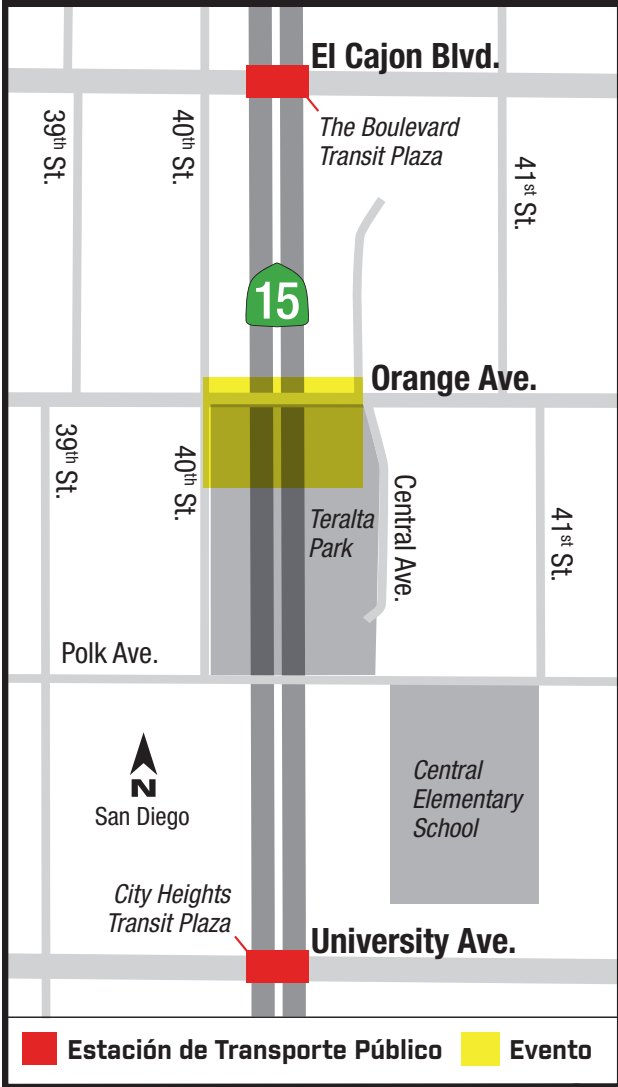 El Cajon Blvd.
39th St.
40th St.
The Boulevard
Transit Plaza
41st St.
15
Orange Ave.
39th St.
40th St.
Teralta
Park
Central Ave.
41st St.
Polk Ave.
N
San Diego
Central
Elementary
School
City Heights
Transit Plaza
University Ave.
Estación de Transporte Público
Evento